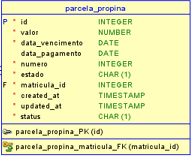 parcela_propina
P * id INTEGER
* valor NUMBER
* data_vencimento DATE
* data_pagamento DATE
* numero INTEGER
* estado CHAR (1)
F * matricula_id INTEGER
* created_at TIMESTAMP
* updated_at TIMESTAMP
* status CHAR (1)
parcela_propina_PK (id)
parcela_propina_matricula_FK (matricula_id)